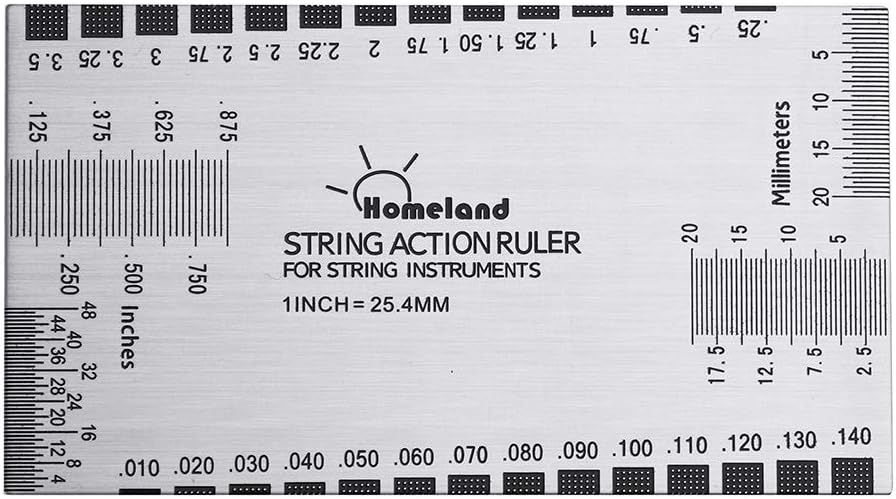 3.5 3.25 3 2.75 2.5 2.25 2 1.75 1.50 1.25 1 .75 .5 .25
.125 .375 .625 .875
.250 .500 .750
5 10 15 20
Millimeters
Homeland
STRING ACTION RULER
FOR STRING INSTRUMENTS
1INCH = 25.4MM
20 15 10 5
17.5 12.5 7.5 2.5
Inches
48 44 40 36 32 28 24 20 16 12 8 4
.010 .020 .030 .040 .050 .060 .070 .080 .090 .100 .110 .120 .130 .140